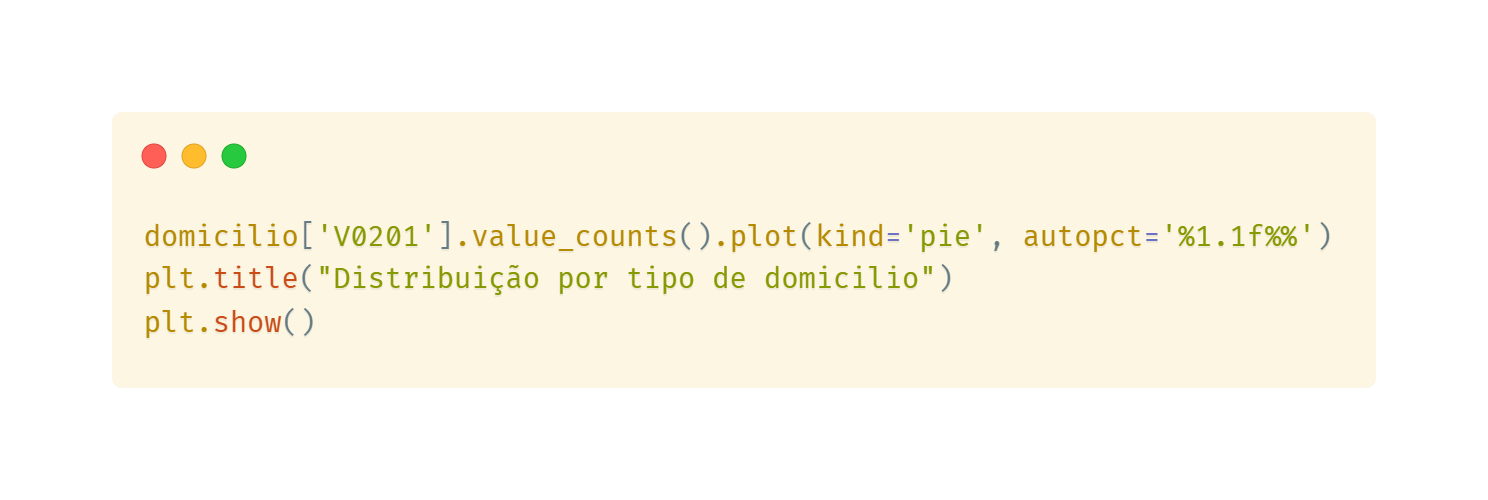 domicilio['V0201'].value_counts().plot(kind='pie', autopct='%1.1f%%')
plt.title("Distribuição por tipo de domicilio")
plt.show()